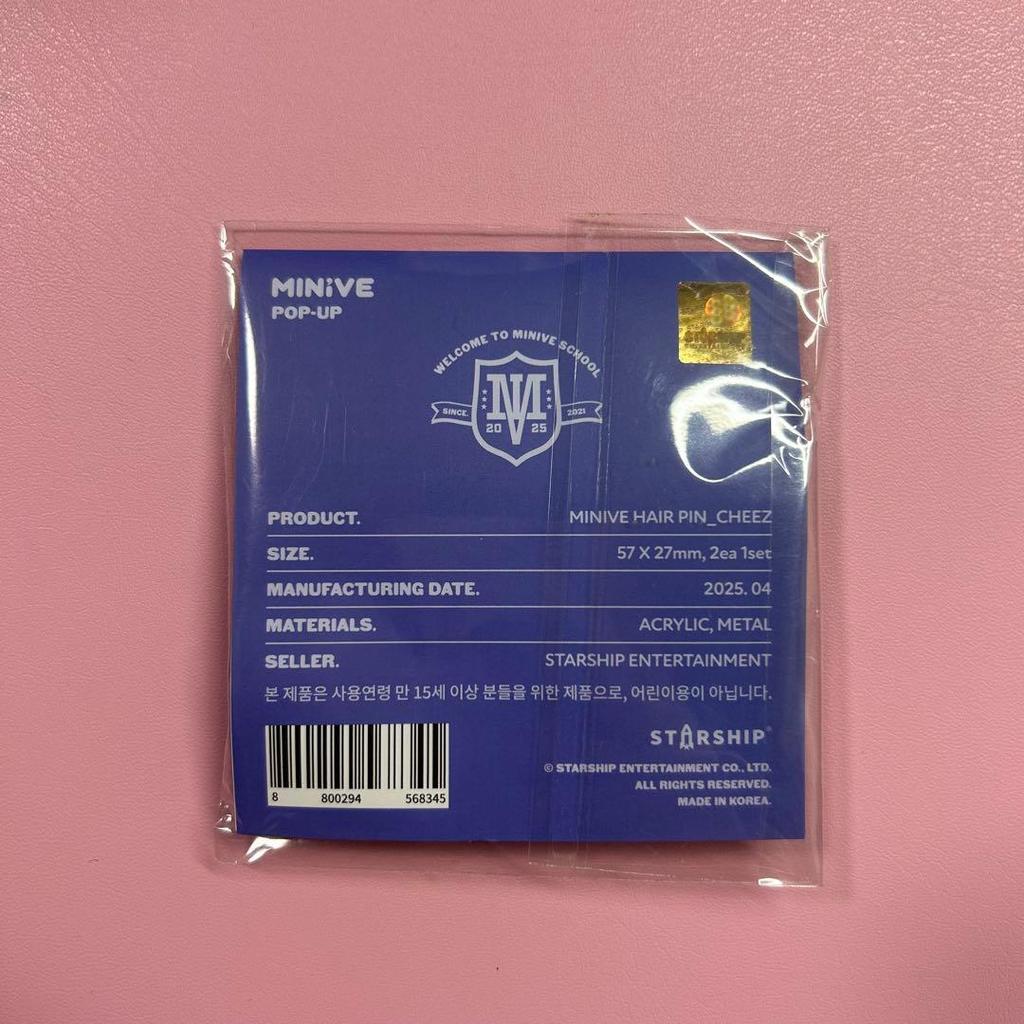 MINiVE
POP-UP
WELCOME TO MINIVE SCHOOL
SINCE. 2021
MV
20 25
PRODUCT. MINIVE HAIR PIN_CHEEZ
SIZE. 57 X 27mm, 2ea 1set
MANUFACTURING DATE. 2025. 04
MATERIALS. ACRYLIC, METAL
SELLER. STARSHIP ENTERTAINMENT
본 제품은 사용연령 만 15세 이상 분들을 위한 제품으로, 어린이용이 아닙니다.
STARSHIP®
© STARSHIP ENTERTAINMENT CO., LTD.
ALL RIGHTS RESERVED.
MADE IN KOREA.
8 800294 568345